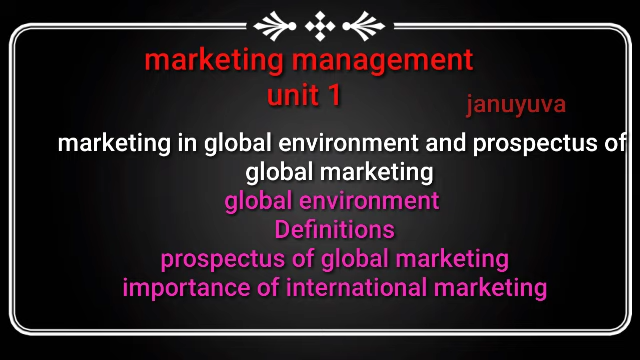 marketing management
unit 1
januyuva
marketing in global environment and prospectus of
global marketing
global environment
Definitions
prospectus of global marketing
importance of international marketing